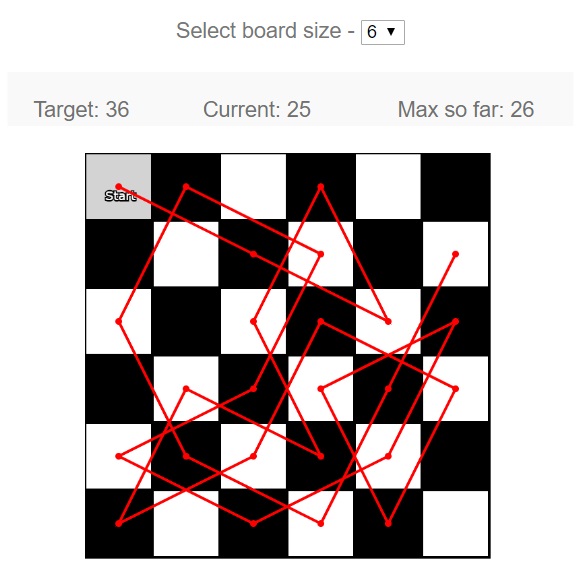 Select board size - 6 ▼
Target: 36 Current: 25 Max so far: 26
Start